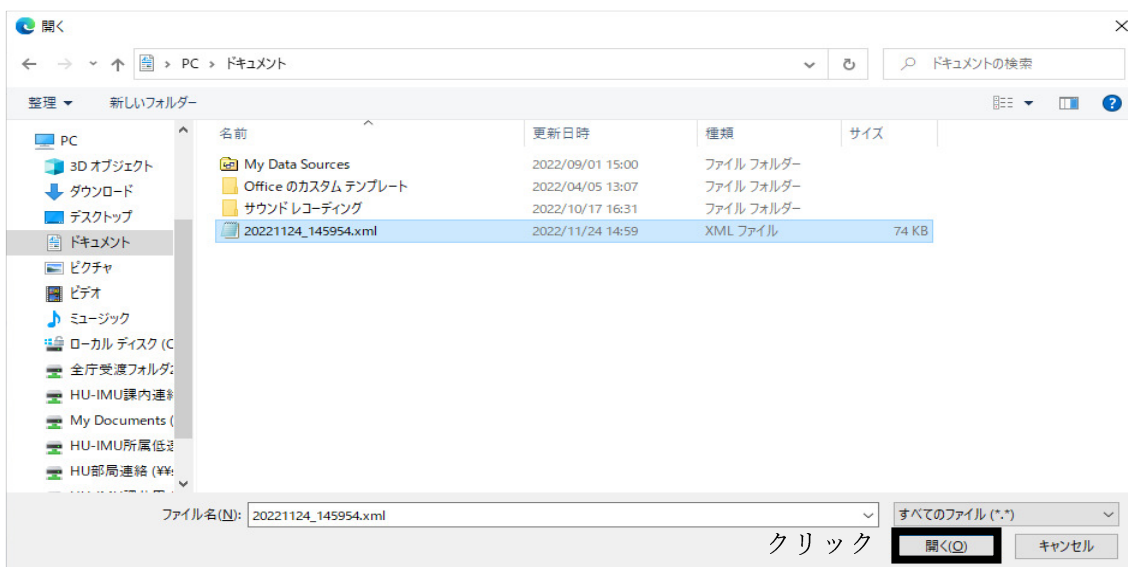 開く
PC > ドキュメント
ドキュメントの検索
整理 新しいフォルダー
名前 更新日時 種類 サイズ
PC
3D オブジェクト
ダウンロード
デスクトップ
ドキュメント
ピクチャ
ビデオ
ミュージック
ローカル ディスク (C
全庁受渡フォルダ
HU-IMU課内連
My Documents (
HU-IMU所属低
HU部局連絡 (¥¥
My Data Sources 2022/09/01 15:00 ファイル フォルダー
Office のカスタム テンプレート 2022/04/05 13:07 ファイル フォルダー
サウンド レコーディング 2022/10/17 16:31 ファイル フォルダー
20221124_145954.xml 2022/11/24 14:59 XML ファイル 74 KB
ファイル名(N): 20221124_145954.xml
すべてのファイル (*.*)
クリック
開く(O) キャンセル